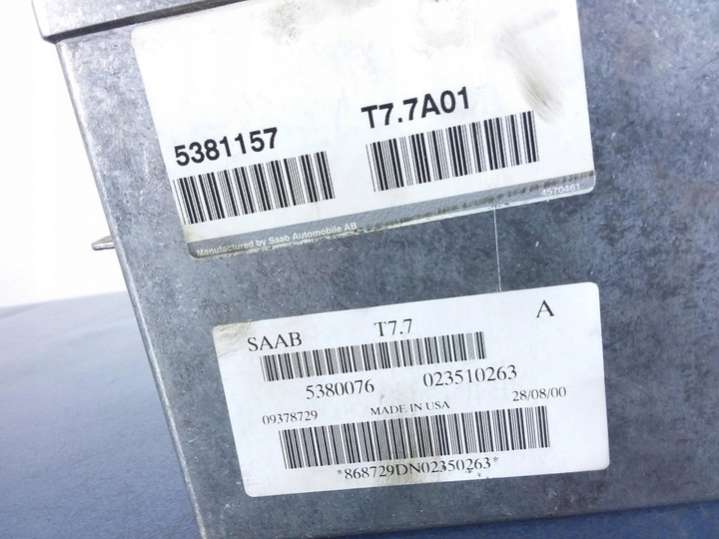 5381157 T7.7A01
4570461
Manufactured by Saab Automobile AB
SAAB T7.7 A
5380076 023510263
09378729 MADE IN USA 28/08/00
*868729DN02350263*